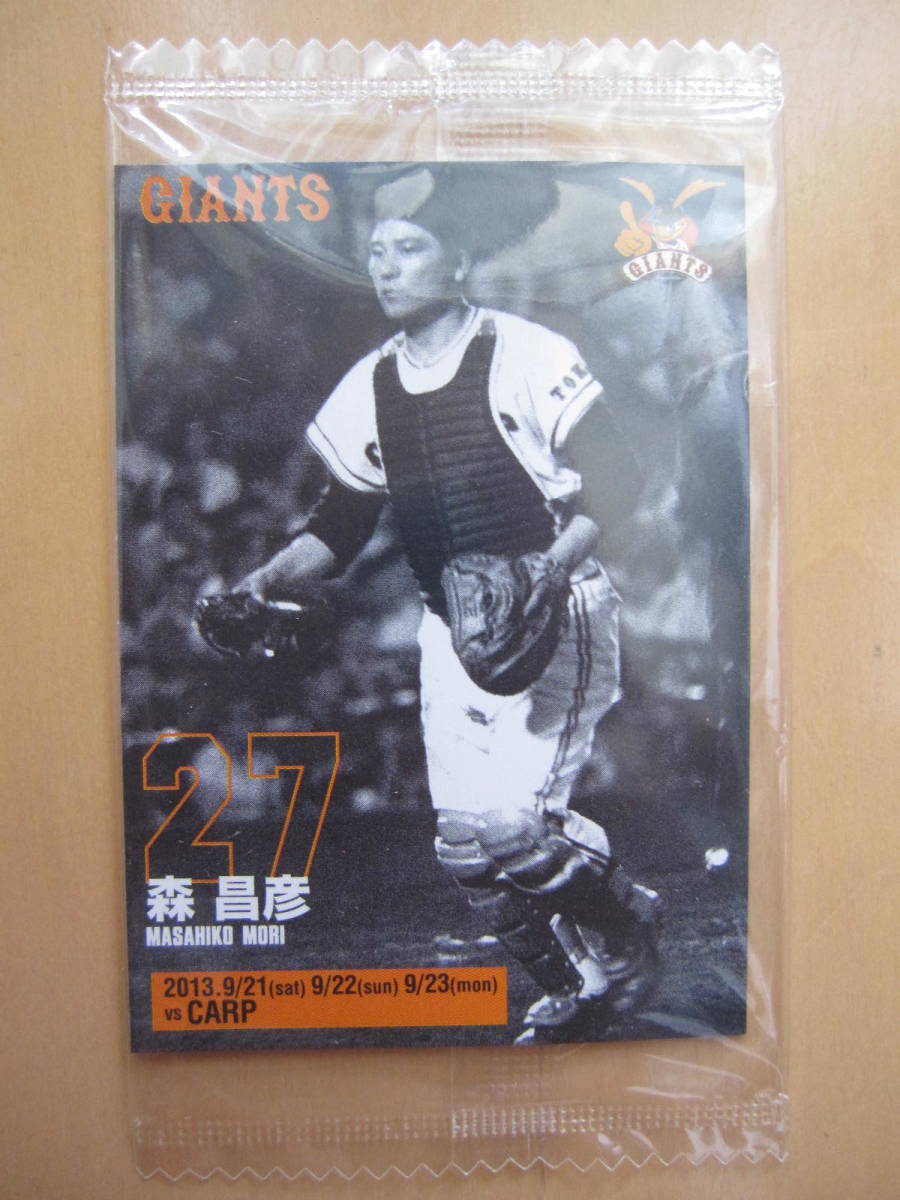 GIANTS
GIANTS
TOK
27
森 昌彦
MASAHIKO MORI
2013.9/21(sat) 9/22(sun) 9/23(mon)
vs CARP